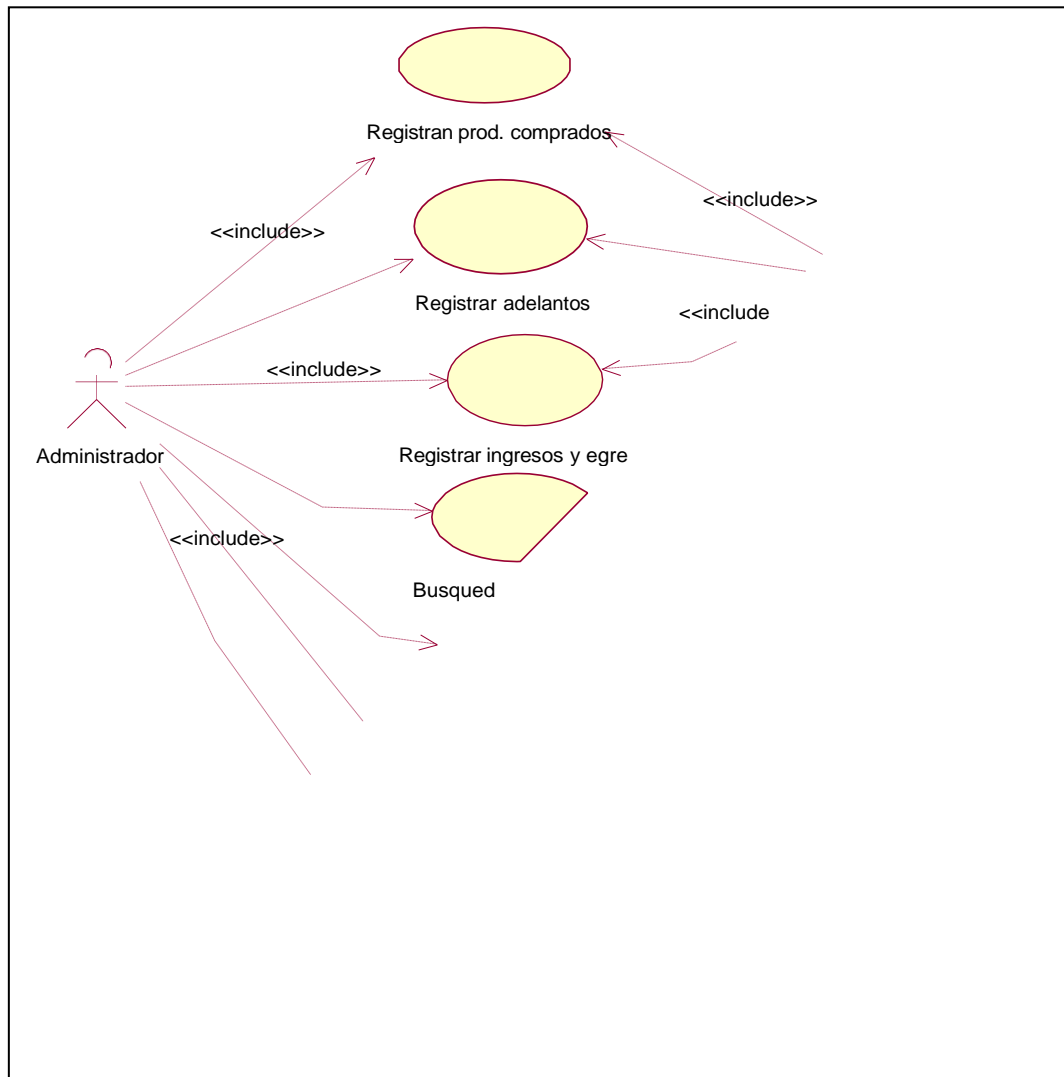 Registran prod. comprados
<<include>>
<<include>>
Registrar adelantos
<<include
<<include>>
Administrador
Registrar ingresos y egre
<<include>>
Busqued